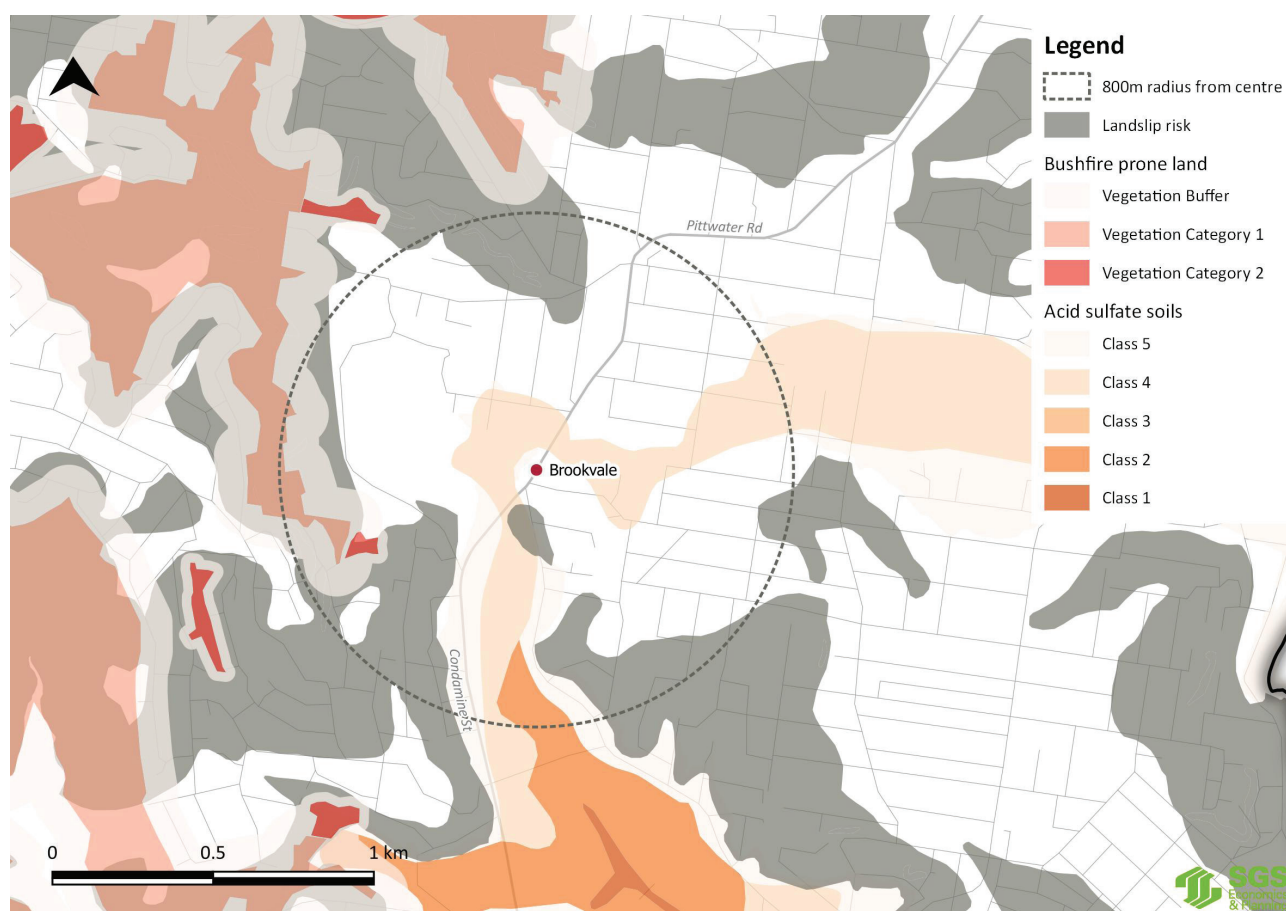 Legend
800m radius from centre
Landslip risk
Bushfire prone land
Vegetation Buffer
Vegetation Category 1
Vegetation Category 2
Acid sulfate soils
Class 5
Class 4
Class 3
Class 2
Class 1
Pittwater Rd
Brookvale
Condamine St
0 0.5 1 km
SGS